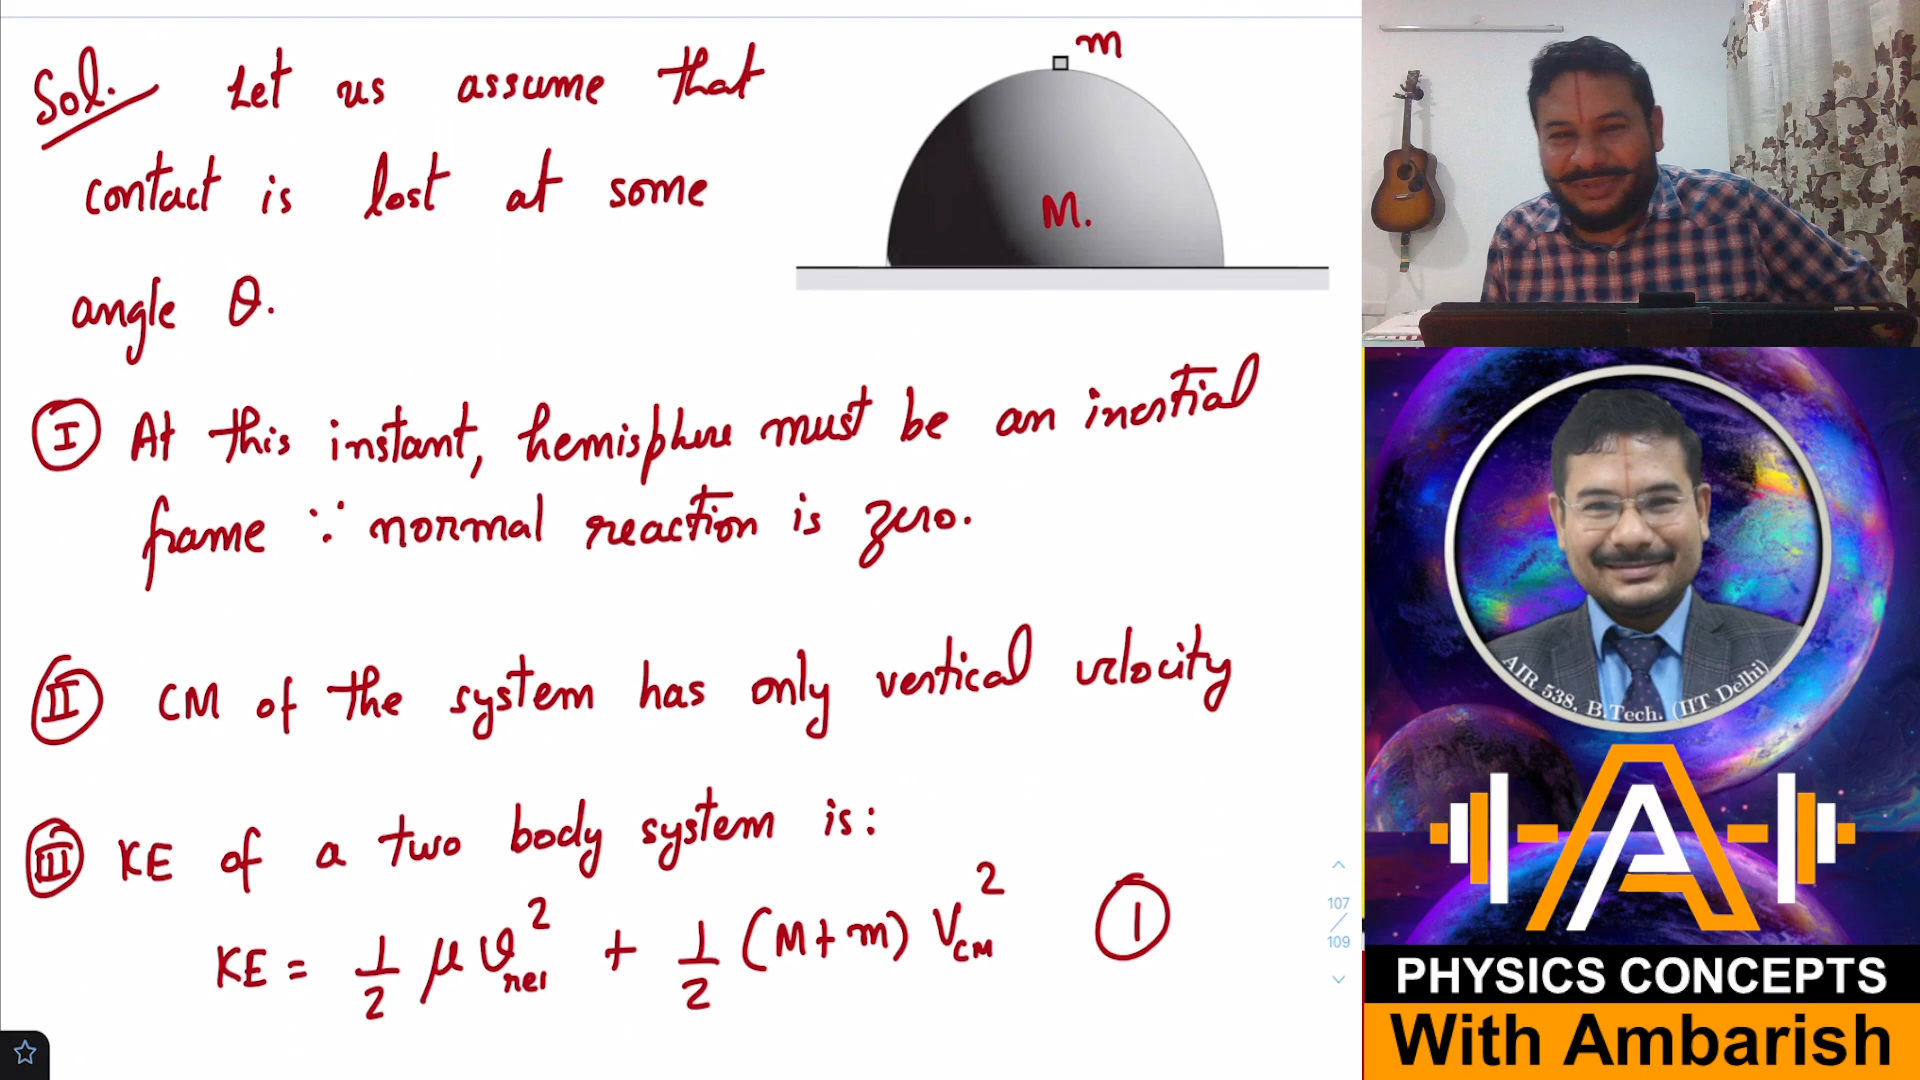 Sol. Let us assume that
contact is lost at some
angle θ.
m
M.
I At this instant, hemisphere must be an inertial
frame ∵ normal reaction is zero.
II CM of the system has only vertical velocity
III KE of a two body system is:
KE = 1/2 μ v_rel^2 + 1/2 (M+m) V_CM^2 1
107
109
AIR 538, B.Tech. (IIT Delhi)
A
PHYSICS CONCEPTS
With Ambarish